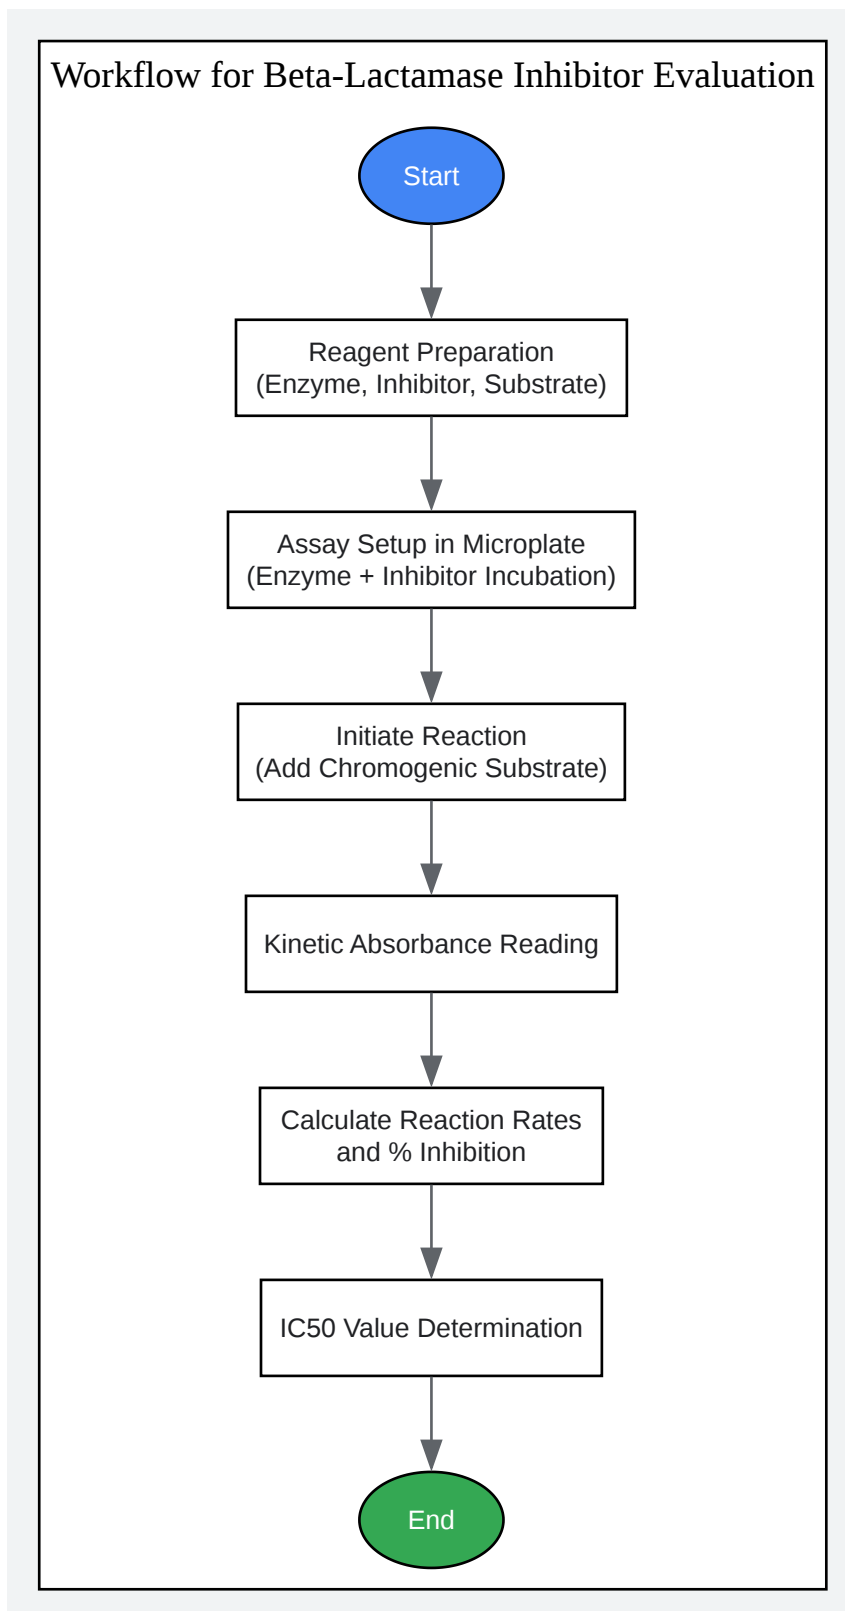 Workflow for Beta-Lactamase Inhibitor Evaluation
Start
Reagent Preparation
(Enzyme, Inhibitor, Substrate)
Assay Setup in Microplate
(Enzyme + Inhibitor Incubation)
Initiate Reaction
(Add Chromogenic Substrate)
Kinetic Absorbance Reading
Calculate Reaction Rates
and % Inhibition
IC50 Value Determination
End